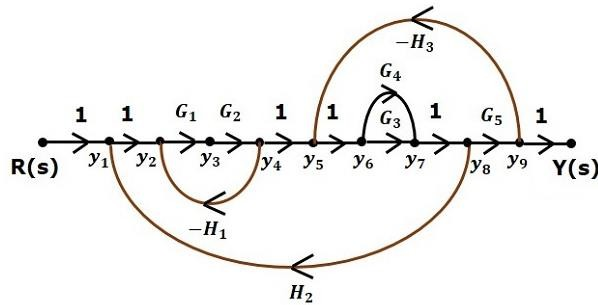 −H₃
G₄
1 1 G₁ G₂ 1 1 G₃ 1 G₅ 1
R(s) y₁ y₂ y₃ y₄ y₅ y₆ y₇ y₈ y₉ Y(s)
−H₁
H₂